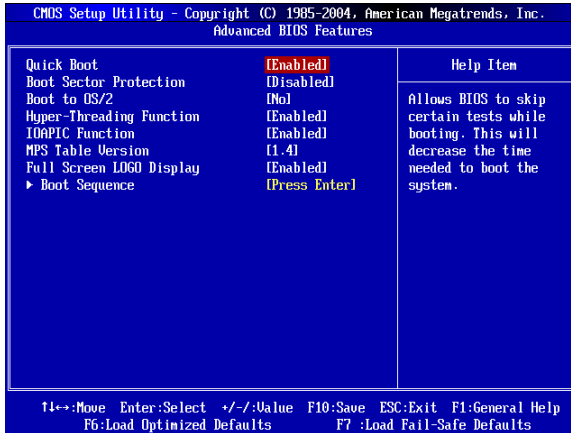 CMOS Setup Utility - Copyright (C) 1985-2004, American Megatrends, Inc.
Advanced BIOS Features
Quick Boot [Enabled]
Boot Sector Protection [Disabled]
Boot to OS/2 [No]
Hyper-Threading Function [Enabled]
IOAPIC Function [Enabled]
MPS Table Version [1.4]
Full Screen LOGO Display [Enabled]
▶ Boot Sequence [Press Enter]
Help Item
Allows BIOS to skip
certain tests while
booting. This will
decrease the time
needed to boot the
system.
↑↓↔:Move Enter:Select +/-/:Value F10:Save ESC:Exit F1:General Help
F6:Load Optimized Defaults F7 :Load Fail-Safe Defaults